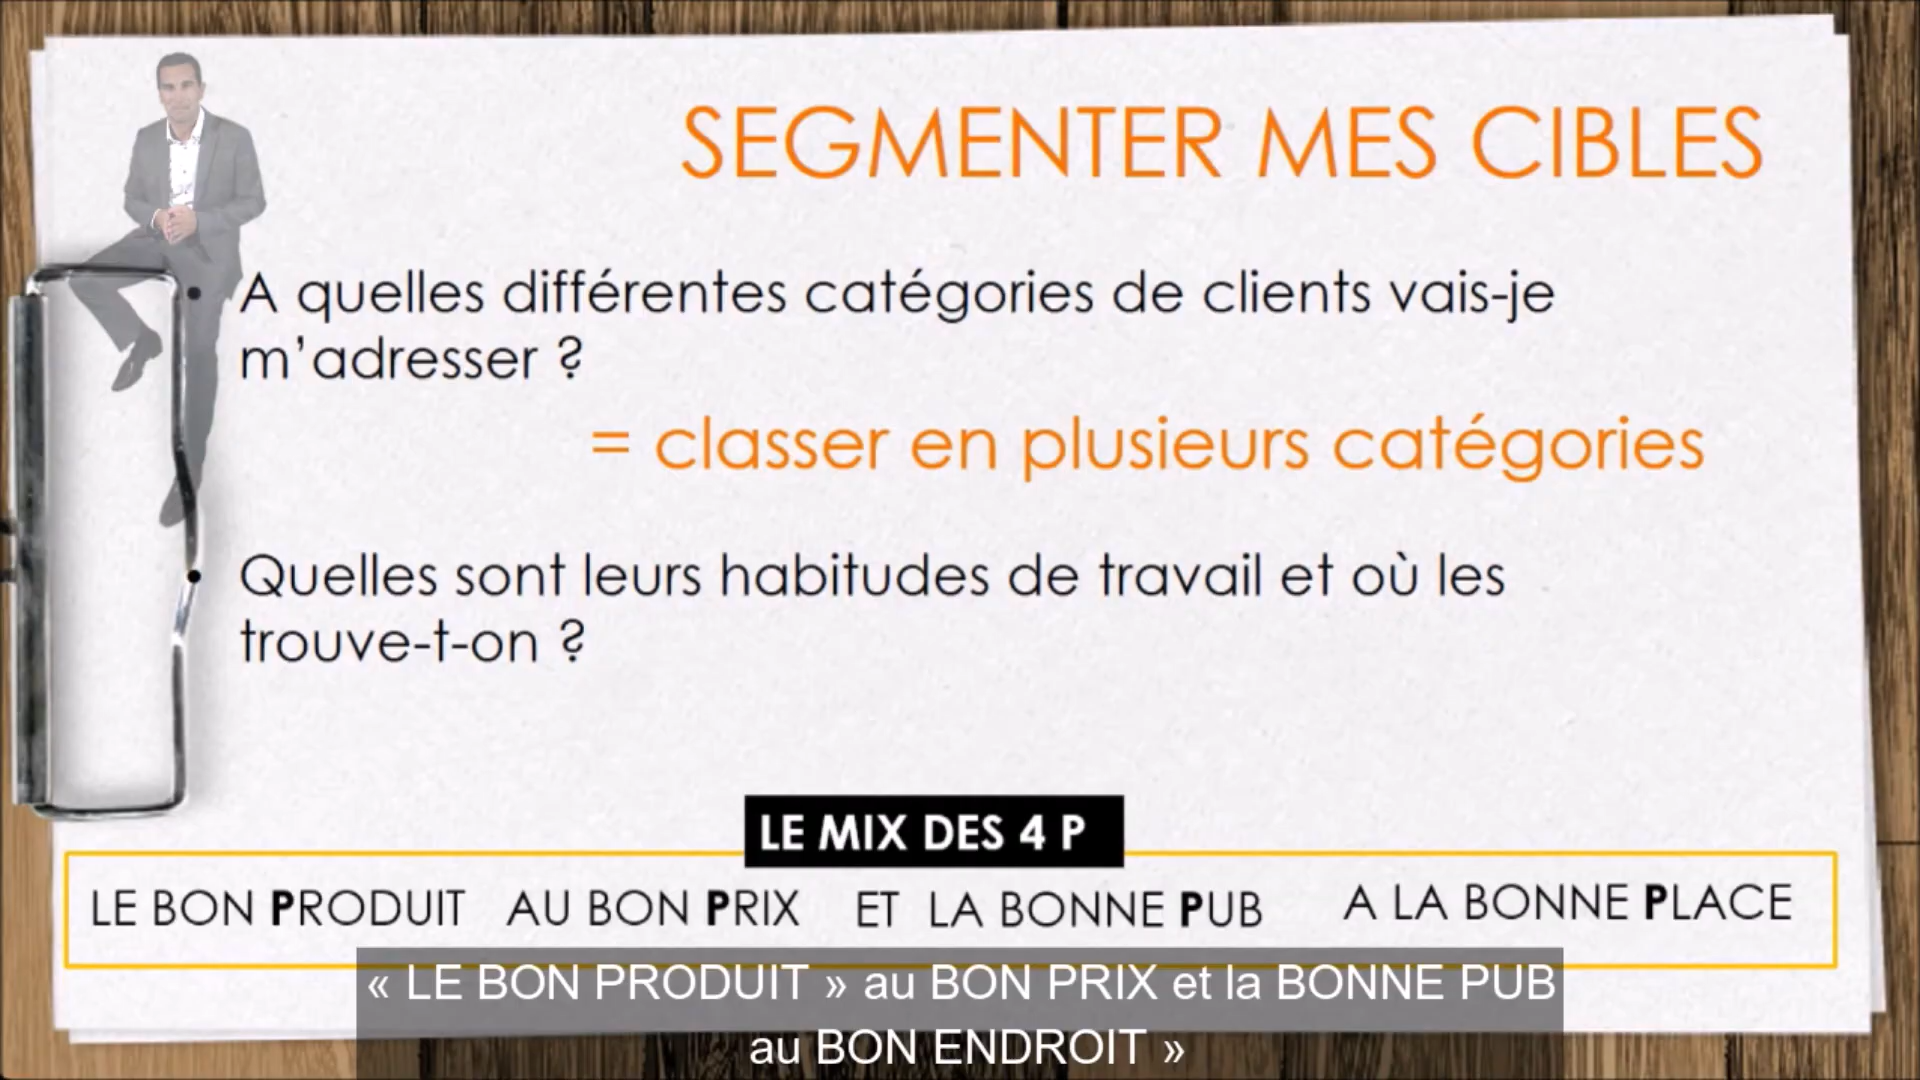 SEGMENTER MES CIBLES
• A quelles différentes catégories de clients vais-je
m’adresser ?
= classer en plusieurs catégories
• Quelles sont leurs habitudes de travail et où les
trouve-t-on ?
LE MIX DES 4 P
LE BON PRODUIT AU BON PRIX ET LA BONNE PUB A LA BONNE PLACE
« LE BON PRODUIT » au BON PRIX et la BONNE PUB
au BON ENDROIT »